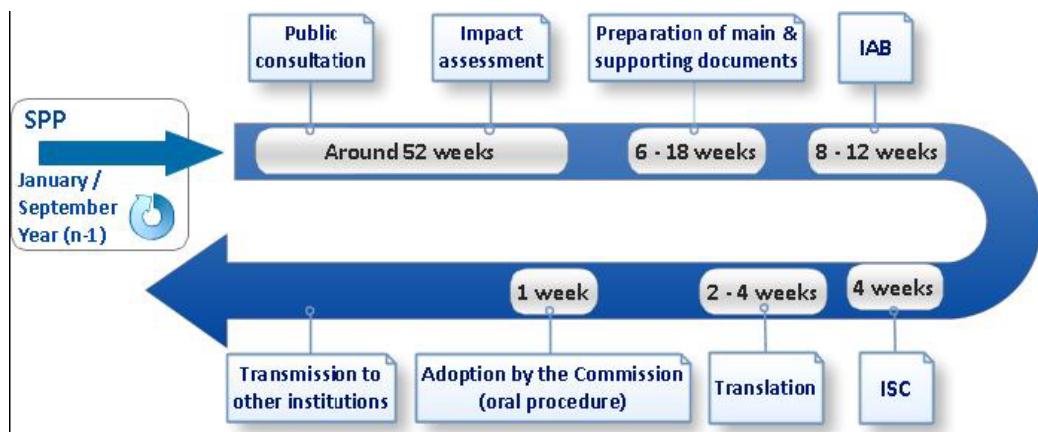 Public
consultation
Impact
assessment
Preparation of main &
supporting documents
IAB
SPP
January /
September
Year (n-1)
Around 52 weeks
6 - 18 weeks
8 - 12 weeks
1 week
2 - 4 weeks
4 weeks
Transmission to
other institutions
Adoption by the Commission
(oral procedure)
Translation
ISC